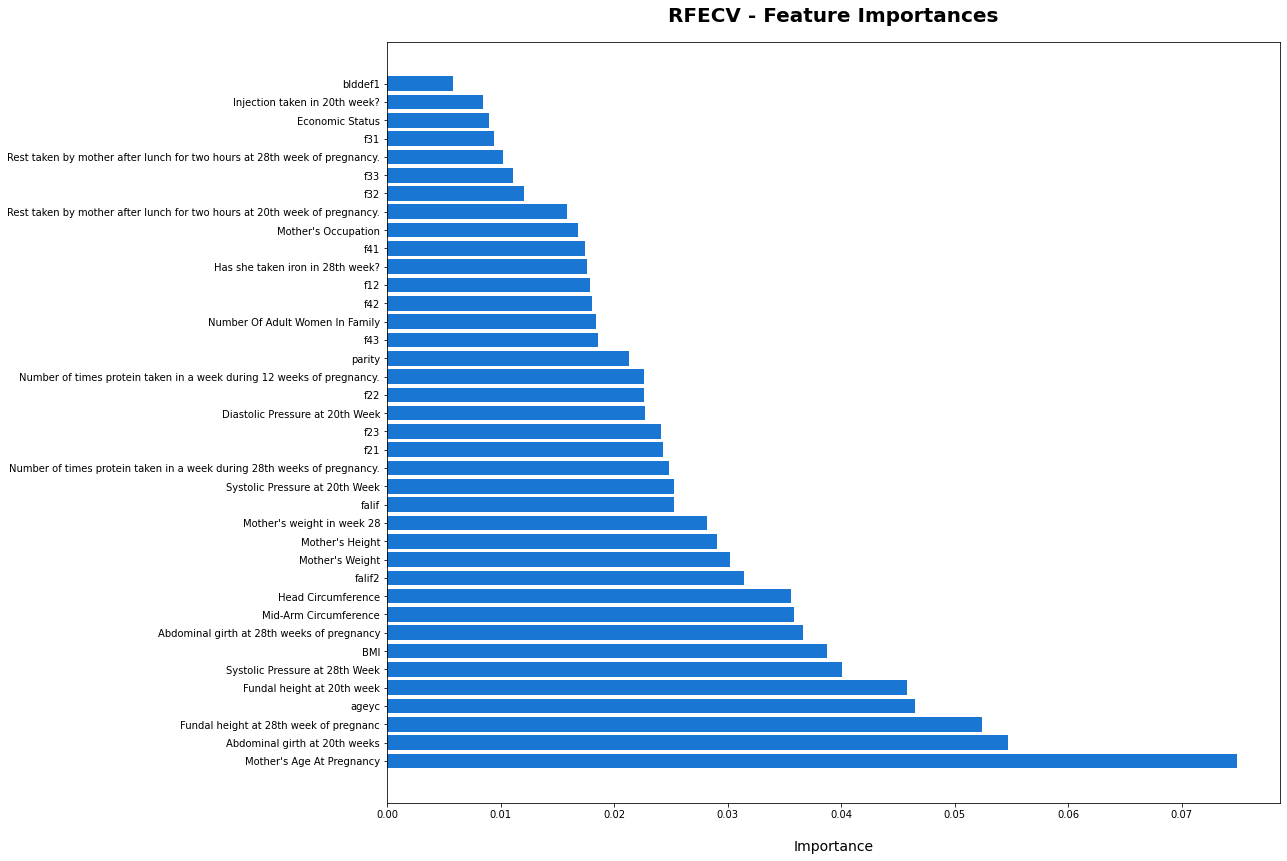 RFECV - Feature Importances
blddef1
Injection taken in 20th week?
Economic Status
f31
Rest taken by mother after lunch for two hours at 28th week of pregnancy.
f33
f32
Rest taken by mother after lunch for two hours at 20th week of pregnancy.
Mother's Occupation
f41
Has she taken iron in 28th week?
f12
f42
Number Of Adult Women In Family
f43
parity
Number of times protein taken in a week during 12 weeks of pregnancy.
f22
Diastolic Pressure at 20th Week
f23
f21
Number of times protein taken in a week during 28th weeks of pregnancy.
Systolic Pressure at 20th Week
falif
Mother's weight in week 28
Mother's Height
Mother's Weight
falif2
Head Circumference
Mid-Arm Circumference
Abdominal girth at 28th weeks of pregnancy
BMI
Systolic Pressure at 28th Week
Fundal height at 20th week
ageyc
Fundal height at 28th week of pregnanc
Abdominal girth at 20th weeks
Mother's Age At Pregnancy
0.00 0.01 0.02 0.03 0.04 0.05 0.06 0.07
Importance